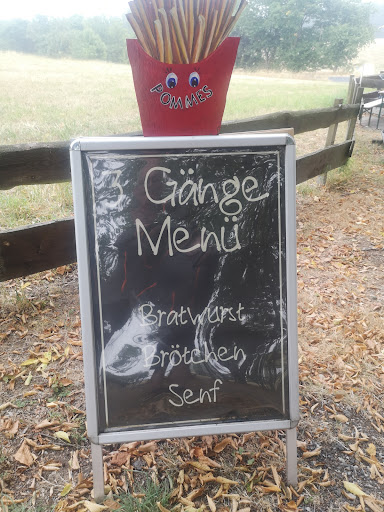 POMMES
3 Gänge
Menü
Bratwurst
Brötchen
Senf